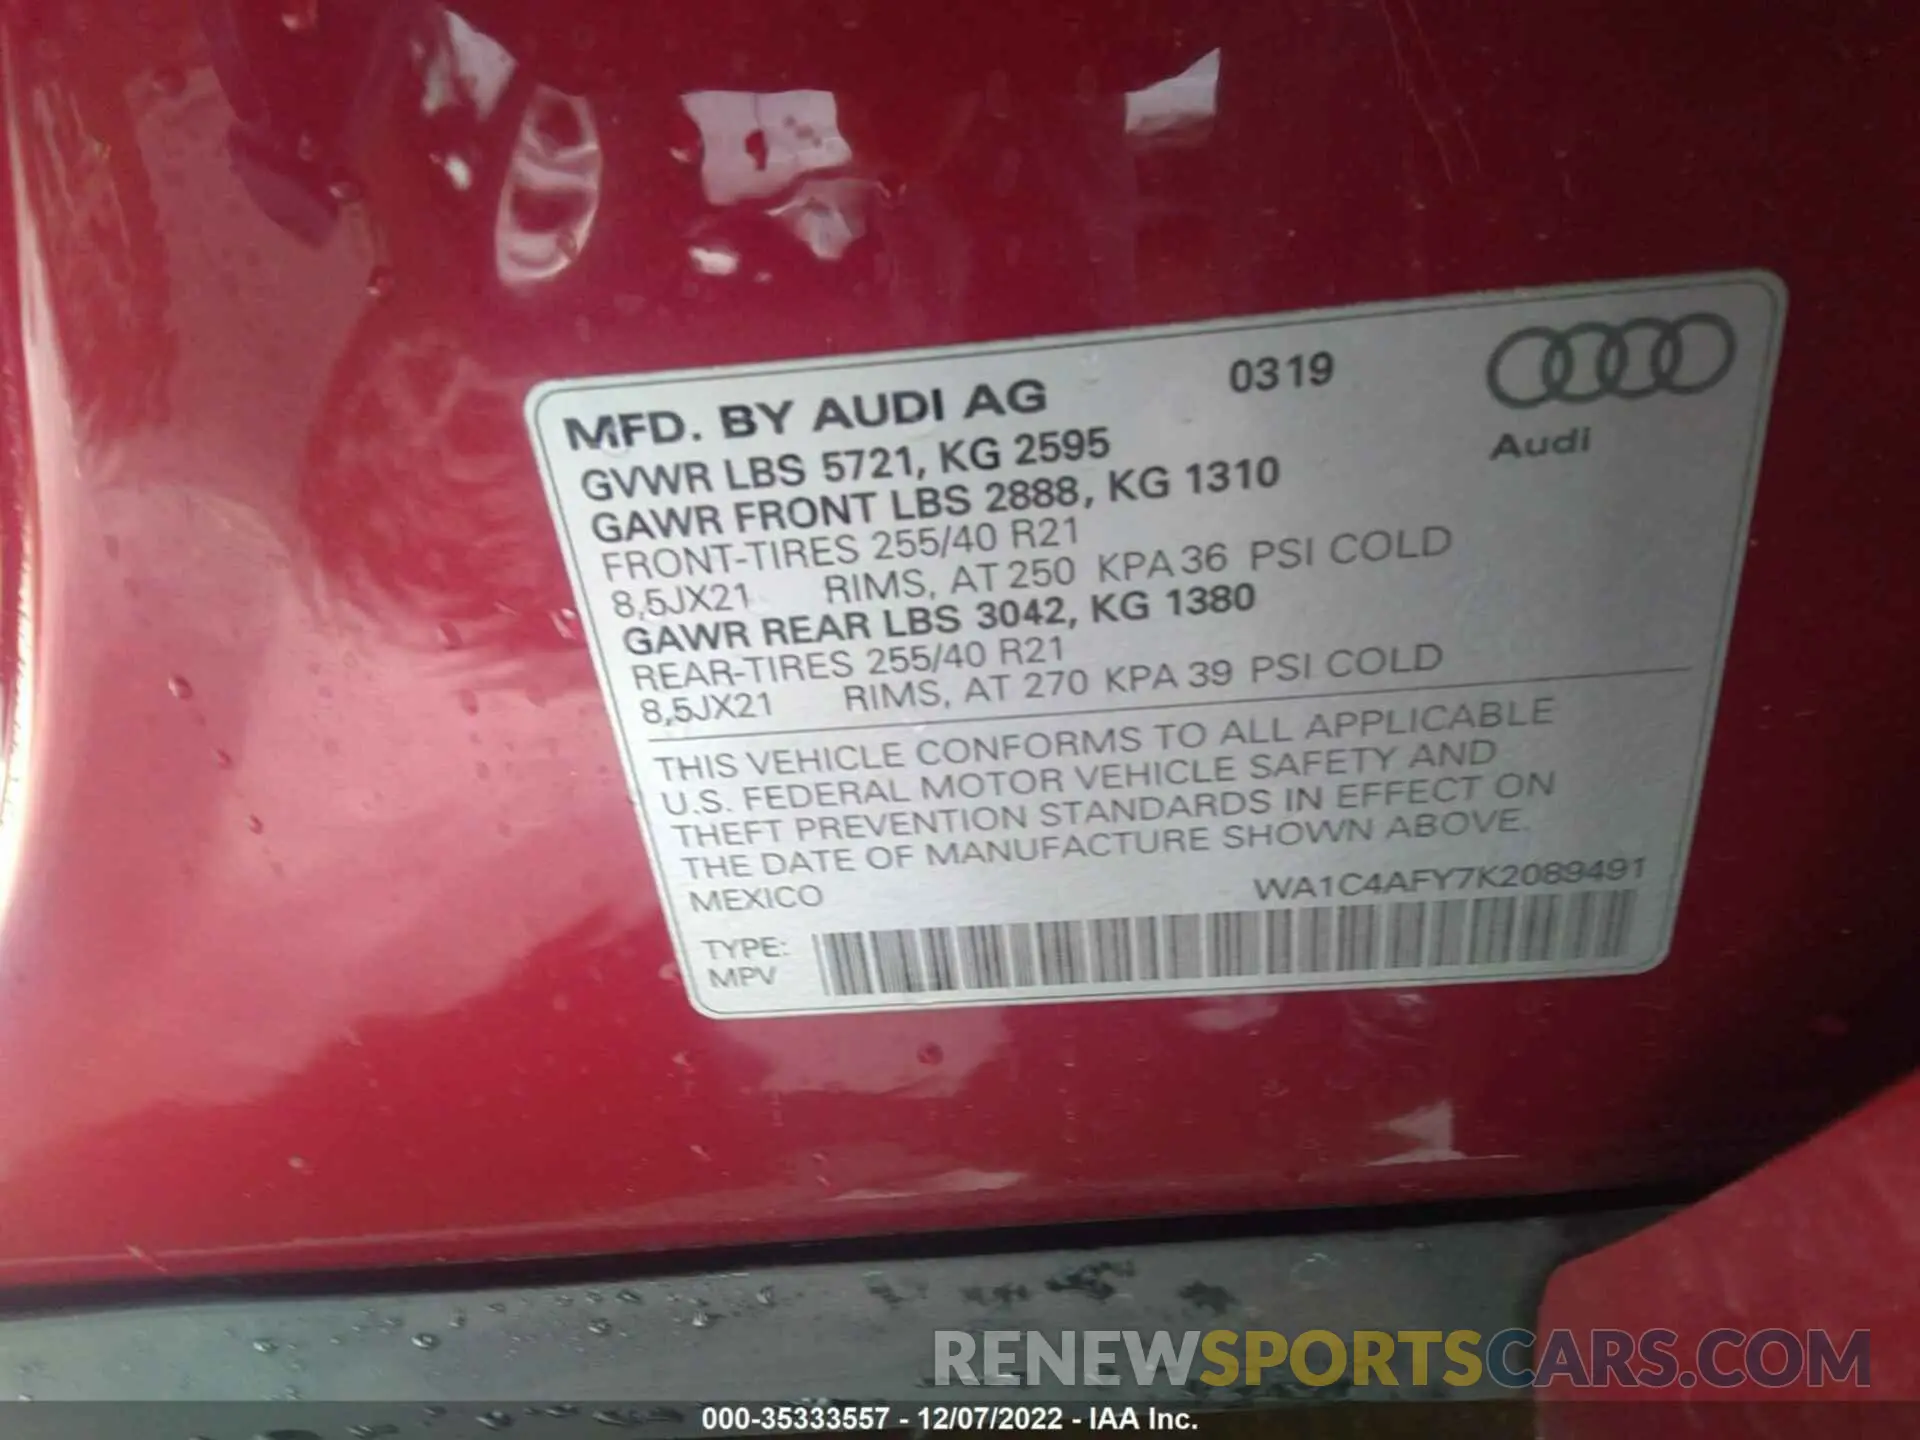 MFD. BY AUDI AG 0319
Audi
GVWR LBS 5721, KG 2595
GAWR FRONT LBS 2888, KG 1310
FRONT-TIRES 255/40 R21
8,5JX21 RIMS, AT 250 KPA 36 PSI COLD
GAWR REAR LBS 3042, KG 1380
REAR-TIRES 255/40 R21
8,5JX21 RIMS, AT 270 KPA 39 PSI COLD
THIS VEHICLE CONFORMS TO ALL APPLICABLE
U.S. FEDERAL MOTOR VEHICLE SAFETY AND
THEFT PREVENTION STANDARDS IN EFFECT ON
THE DATE OF MANUFACTURE SHOWN ABOVE.
MEXICO WA1C4AFY7K2089491
TYPE:
MPV
RENEWSPORTSCARS.COM
000-35333557 - 12/07/2022 - IAA Inc.